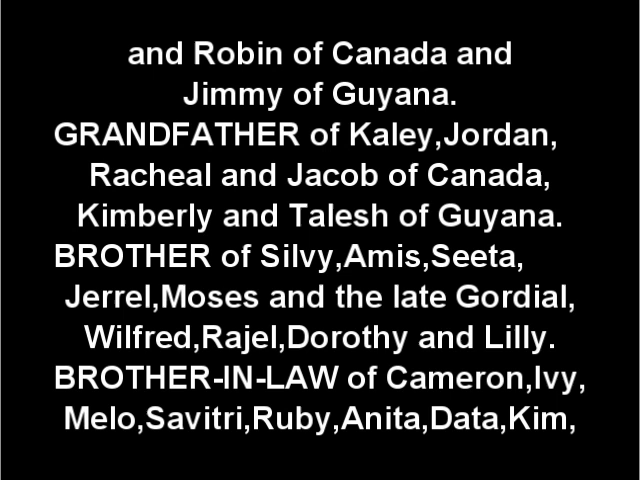 and Robin of Canada and
Jimmy of Guyana.
GRANDFATHER of Kaley,Jordan,
Racheal and Jacob of Canada,
Kimberly and Talesh of Guyana.
BROTHER of Silvy,Amis,Seeta,
Jerrel,Moses and the late Gordial,
Wilfred,Rajel,Dorothy and Lilly.
BROTHER-IN-LAW of Cameron,Ivy,
Melo,Savitri,Ruby,Anita,Data,Kim,